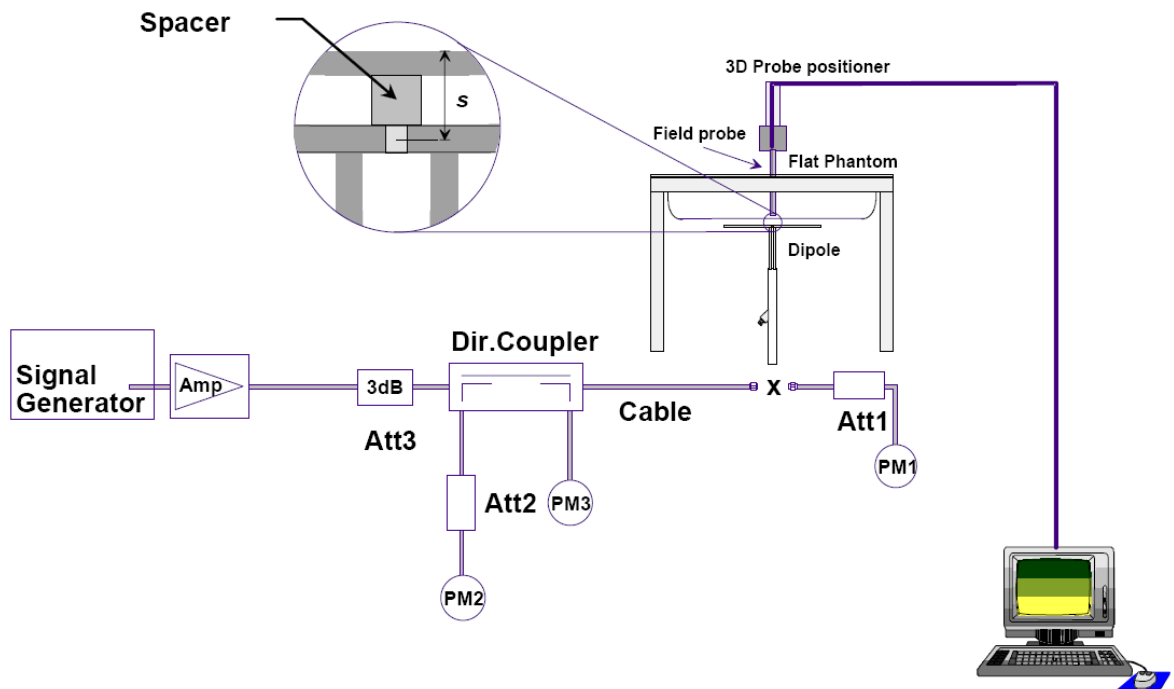 Spacer
s
3D Probe positioner
Field probe
Flat Phantom
Dipole
Signal
Generator
Amp
3dB
Att3
Dir.Coupler
Cable
x
Att1
PM1
Att2
PM3
PM2